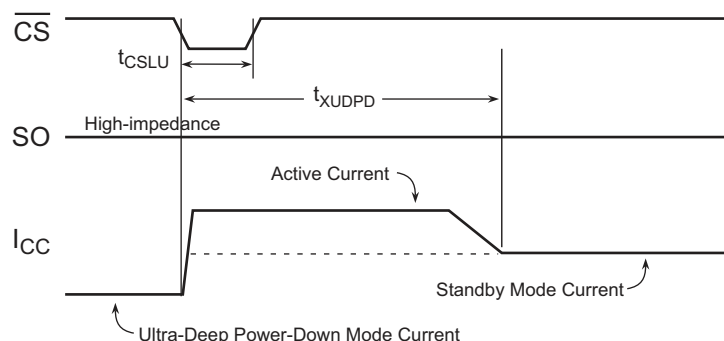 CS
tCSLU
tXUDPD
High-impedance
SO
Active Current
ICC
Standby Mode Current
Ultra-Deep Power-Down Mode Current